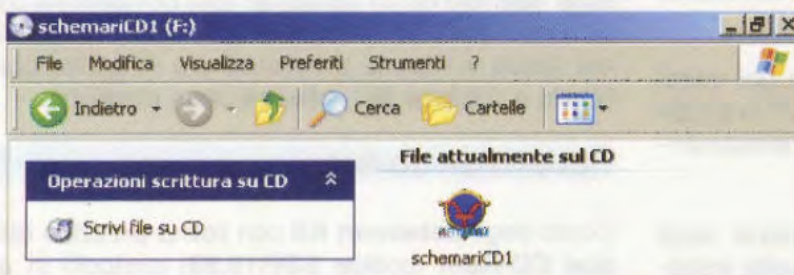 schemariCD1 (F:)
File Modifica Visualizza Preferiti Strumenti ?
Indietro Cerca Cartelle
File attualmente sul CD
Operazioni scrittura su CD
Scrivi file su CD
schemariCD1